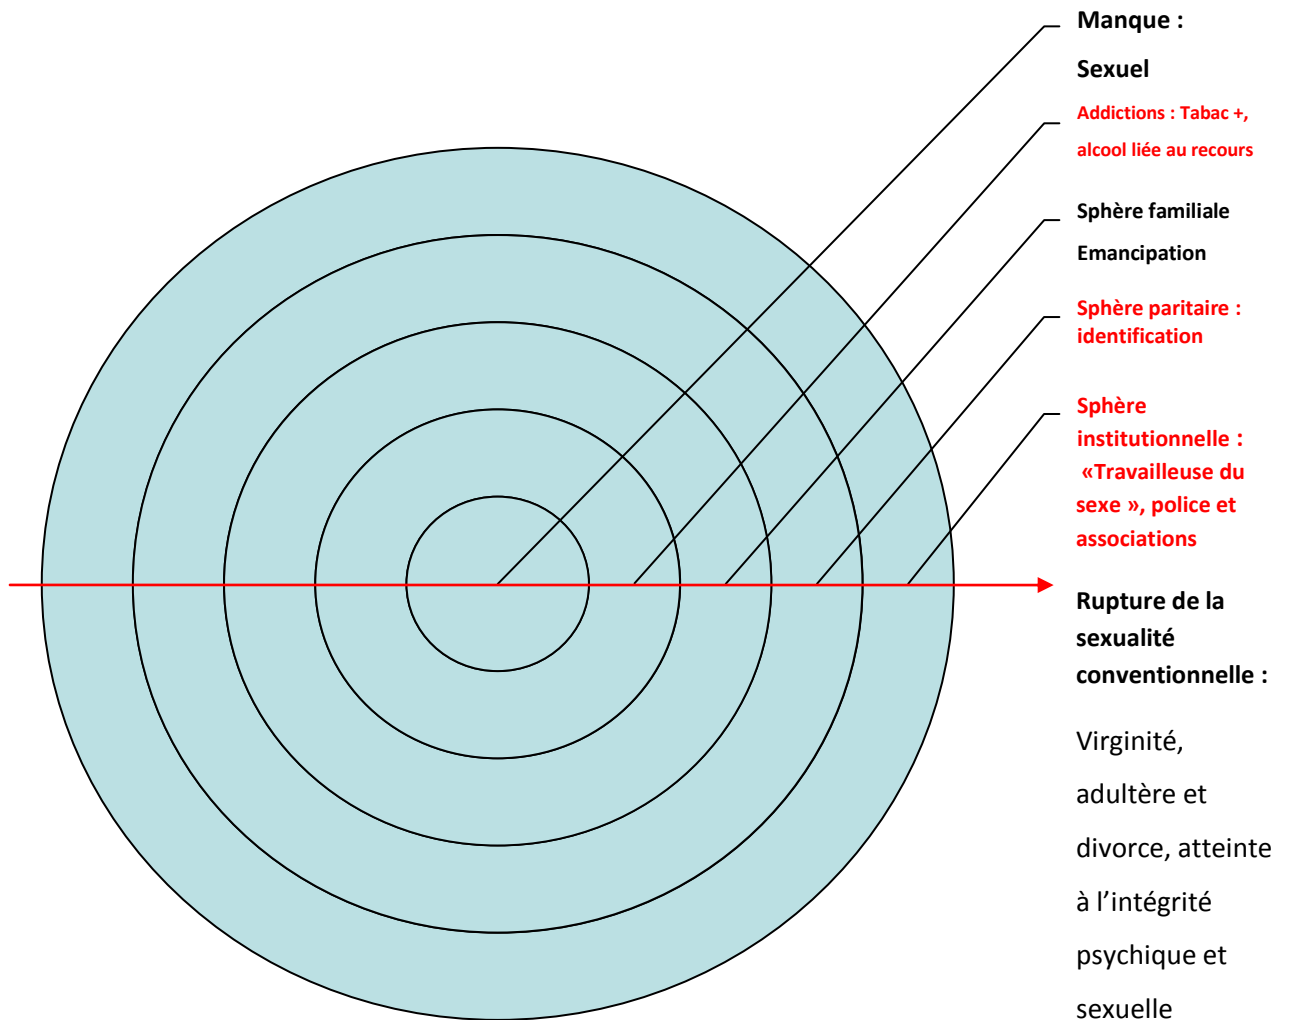 Manque :
Sexuel
Addictions : Tabac +,
alcool liée au recours
Sphère familiale
Emancipation
Sphère paritaire :
identification
Sphère
institutionnelle :
«Travailleuse du
sexe », police et
associations
Rupture de la
sexualité
conventionnelle :
Virginité,
adultère et
divorce, atteinte
à l’intégrité
psychique et
sexuelle